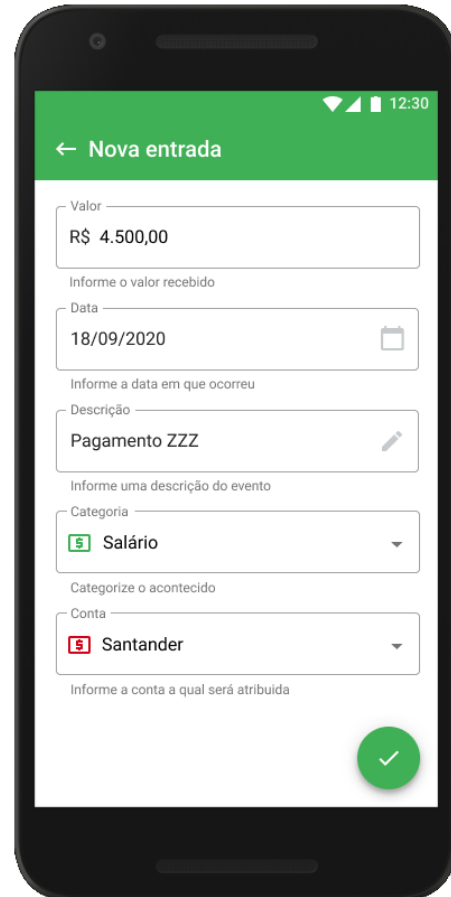 12:30
Nova entrada
Valor
R$ 4.500,00
Informe o valor recebido
Data
18/09/2020
Informe a data em que ocorreu
Descrição
Pagamento ZZZ
Informe uma descrição do evento
Categoria
Salário
Categorize o acontecido
Conta
Santander
Informe a conta a qual será atribuida